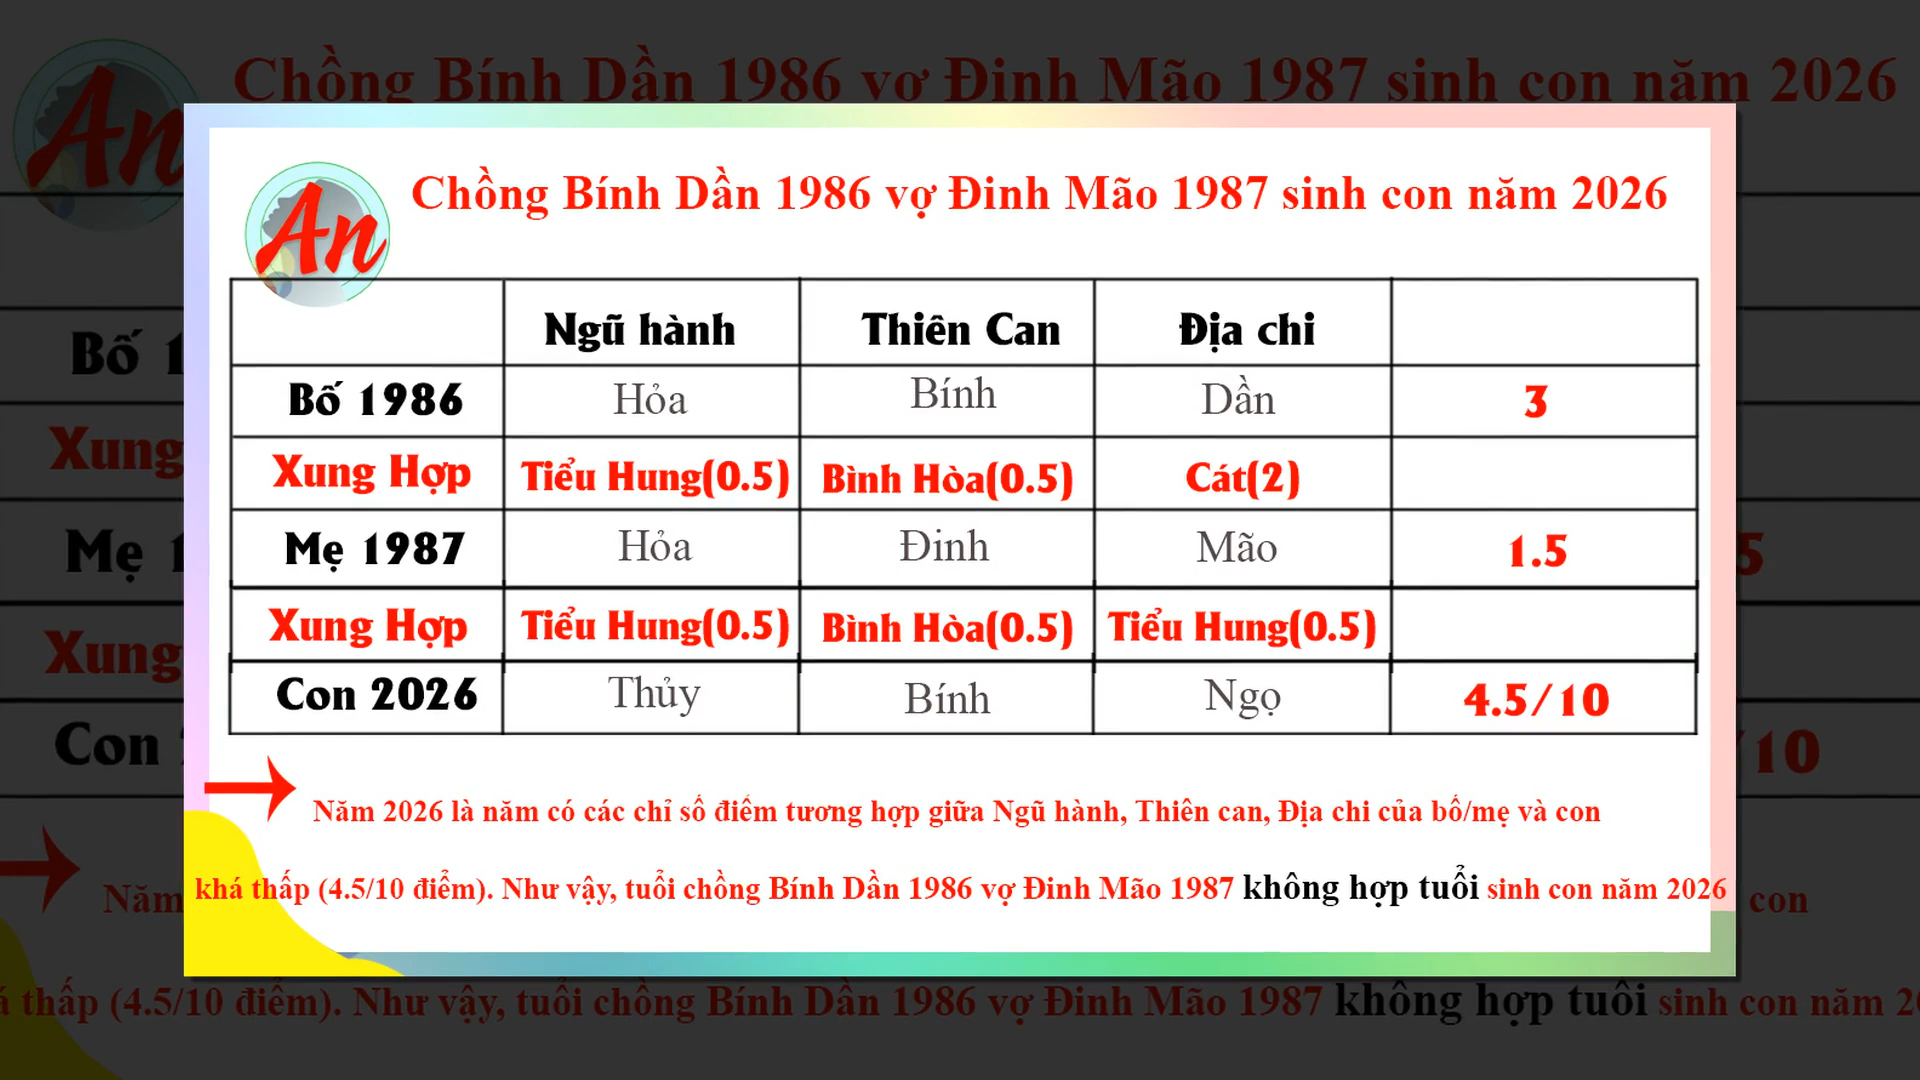 Chồng Bính Dần 1986 vợ Đinh Mão 1987 sinh con năm 2026
An
Ngũ hành Thiên Can Địa chi
Bố 1986 Hỏa Bính Dần 3
Xung Hợp Tiểu Hung(0.5) Bình Hòa(0.5) Cát(2)
Mẹ 1987 Hỏa Đinh Mão 1.5
Xung Hợp Tiểu Hung(0.5) Bình Hòa(0.5) Tiểu Hung(0.5)
Con 2026 Thủy Bính Ngọ 4.5/10
Năm 2026 là năm có các chỉ số điểm tương hợp giữa Ngũ hành, Thiên can, Địa chi của bố/mẹ và con
khá thấp (4.5/10 điểm). Như vậy, tuổi chồng Bính Dần 1986 vợ Đinh Mão 1987 không hợp tuổi sinh con năm 2026